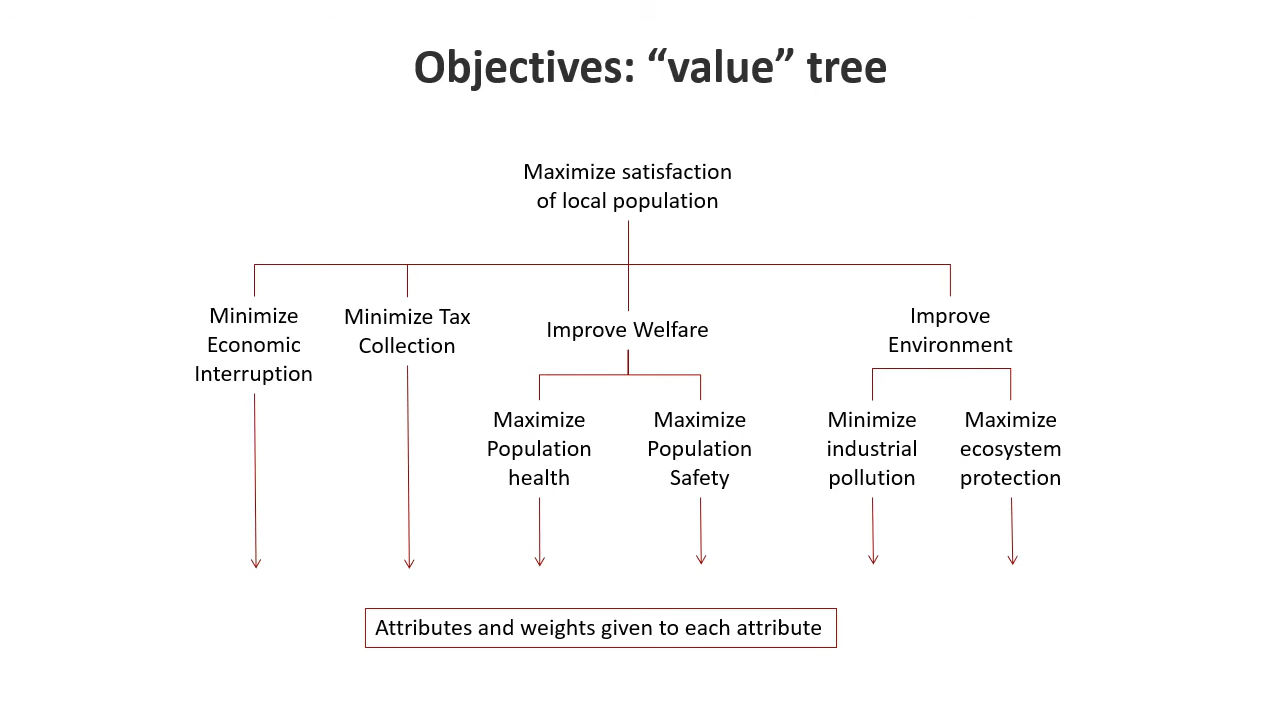 Objectives: “value” tree
Maximize satisfaction
of local population
Minimize
Economic
Interruption
Minimize Tax
Collection
Improve Welfare
Improve
Environment
Maximize
Population
health
Maximize
Population
Safety
Minimize
industrial
pollution
Maximize
ecosystem
protection
Attributes and weights given to each attribute